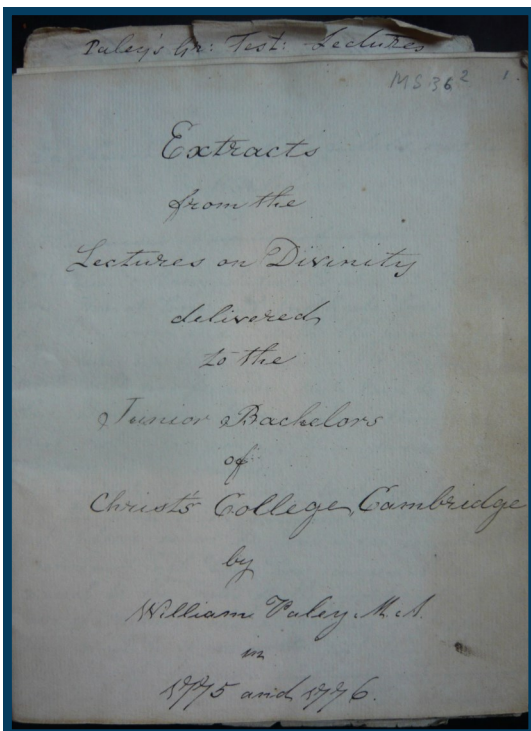 Paley's Gr: Test: Lectures
MS 36² 1.
Extracts
from the
Lectures on Divinity
delivered
to the
Junior Bachelors
of
Christ's College, Cambridge
by
William Paley M.A.
in
1775 and 1776.